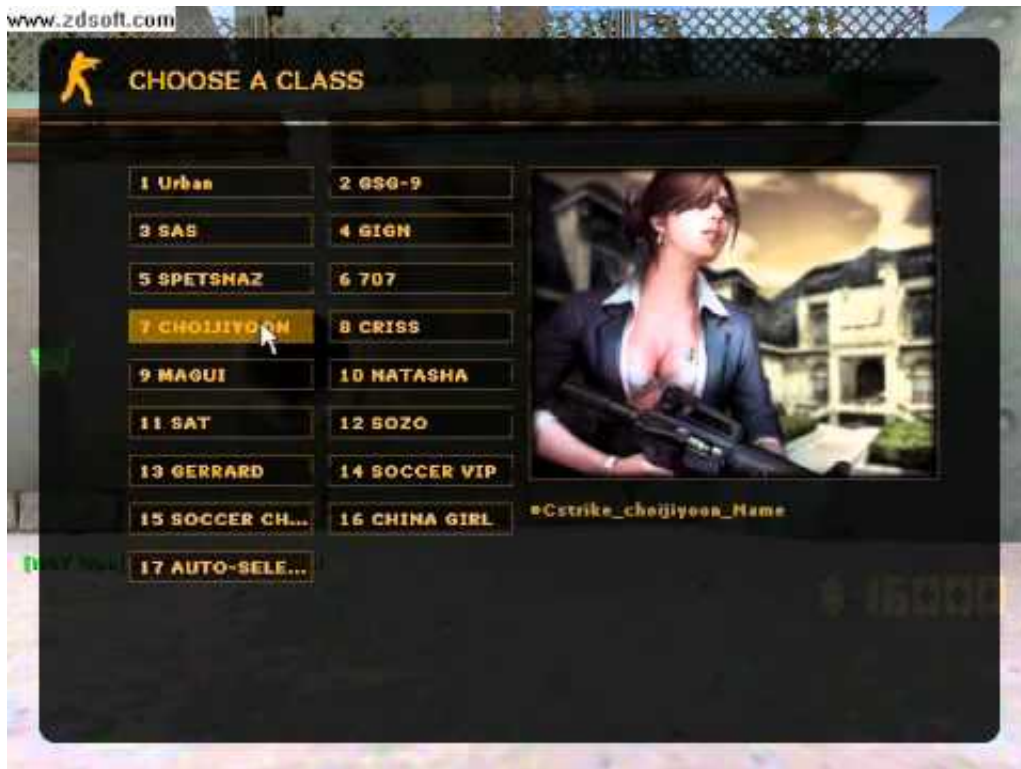 www.zdsoft.com
CHOOSE A CLASS
1 Urban
2 GSG-9
3 SAS
4 GIGN
5 SPETSNAZ
6 707
7 CHOIJIYOON
8 CRISS
9 MAGUI
10 NATASHA
11 SAT
12 SOZO
13 GERRARD
14 SOCCER VIP
15 SOCCER CH...
16 CHINA GIRL
#Cstrike_choijiyoon_Name
17 AUTO-SELE...
$ 16000